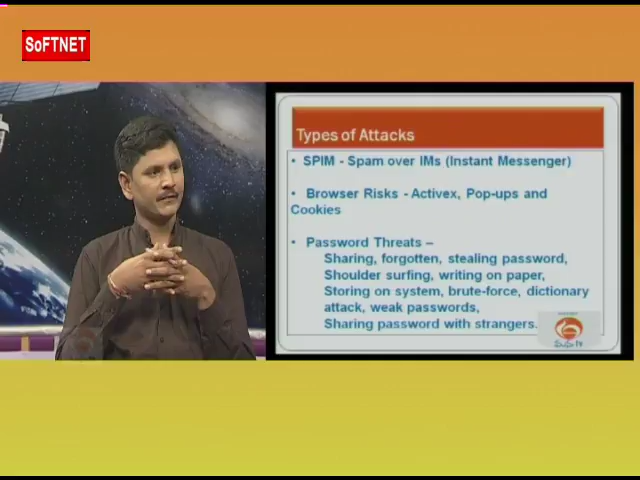 SoFTNET
Types of Attacks
• SPIM - Spam over IMs (Instant Messenger)
• Browser Risks - Activex, Pop-ups and
Cookies
• Password Threats –
Sharing, forgotten, stealing password,
Shoulder surfing, writing on paper,
Storing on system, brute-force, dictionary
attack, weak passwords,
Sharing password with strangers.